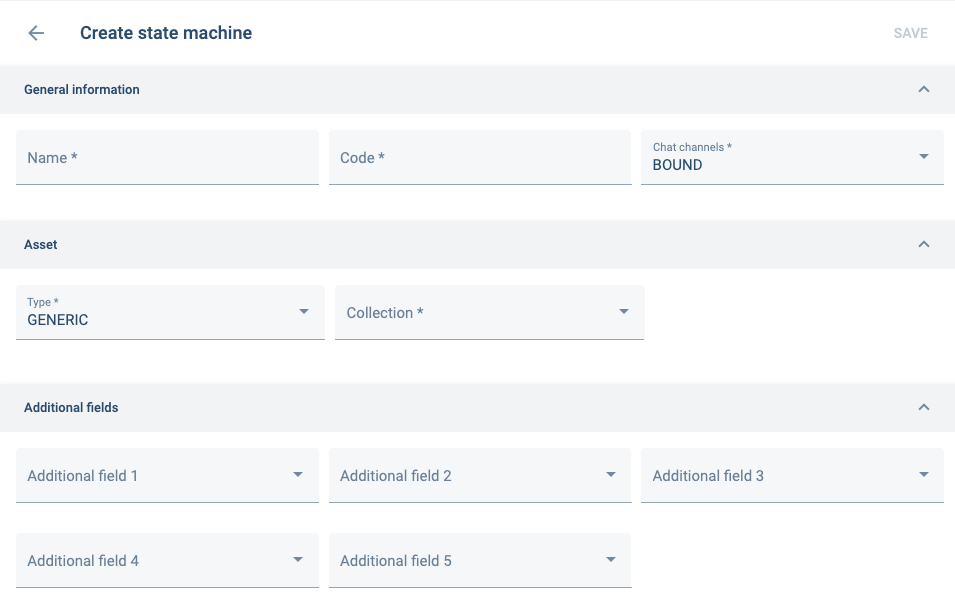 Create state machine
SAVE
General information
Name *
Code *
Chat channels *
BOUND
Asset
Type *
GENERIC
Collection *
Additional fields
Additional field 1
Additional field 2
Additional field 3
Additional field 4
Additional field 5